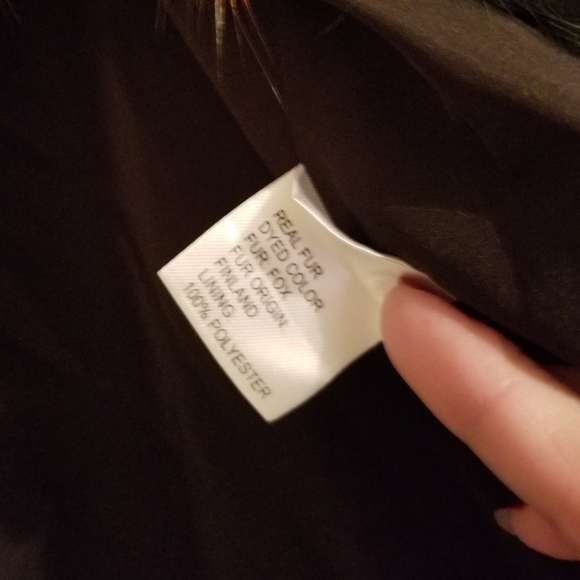 REAL FUR
DYED COLOR
FUR: FOX
FUR ORIGIN:
FINLAND
LINING:
100% POLYESTER